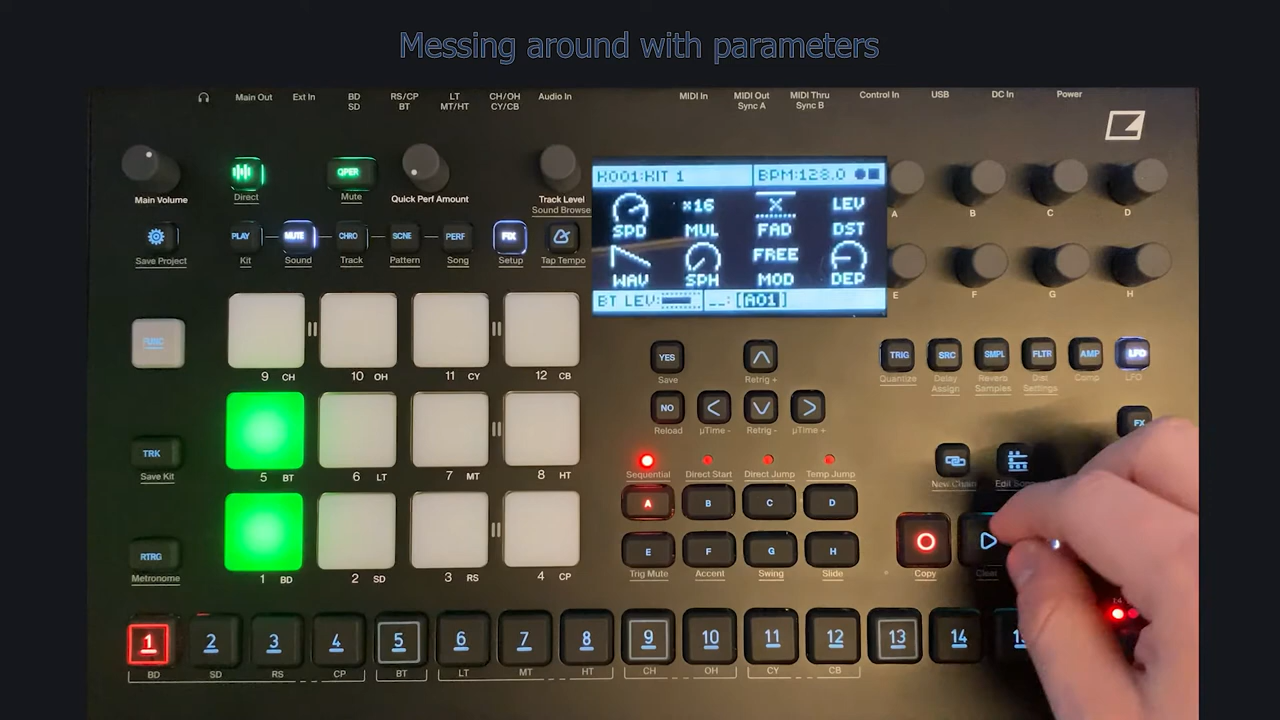 Messing around with parameters
Main Out Ext In BD SD RS/CP BT LT MT/HT CH/OH CY/CB Audio In MIDI In MIDI Out Sync A MIDI Thru Sync B Control In USB DC In Power
Main Volume
Direct
OPER
Mute
Quick Perf Amount
Track Level
Sound Browse
K001:KIT 1 BPM:128.0
×16 X LEV
SPD MUL FAD DST
FREE
WAV SPH MOD DEP
BT LEV: __: [A01]
A B C D
E F G H
Save Project
PLAY MUTE CHRO SCNE PERF FIX
Kit Sound Track Pattern Song Setup Tap Tempo
FUNC
9 CH 10 OH 11 CY 12 CB
YES
Save
Retrig +
NO
Reload
µTime - Retrig - µTime +
TRIG SRC SMPL FLTR AMP LFO
Quantize Delay Assign Reverb Samples Dist Settings Comp LFO
FX
TRK
Save Kit
5 BT 6 LT 7 MT 8 HT
Sequential Direct Start Direct Jump Temp Jump
A B C D
New Chain Edit Song
E F G H
Trig Mute Accent Swing Slide
Copy Clear
RTRG
Metronome
1 BD 2 SD 3 RS 4 CP
1 2 3 4 5 6 7 8 9 10 11 12 13 14
BD SD RS CP BT LT MT HT CH OH CY CB